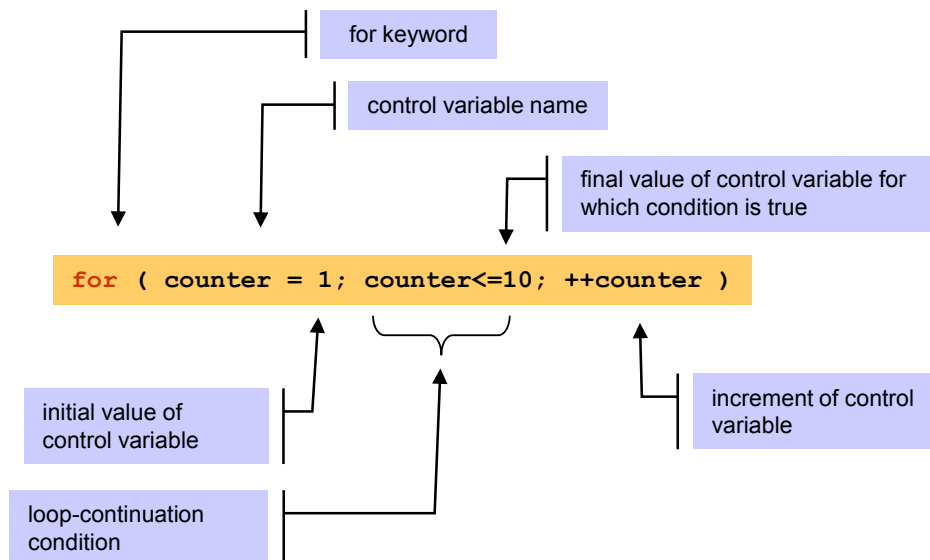 for keyword
control variable name
final value of control variable for
which condition is true
for ( counter = 1; counter<=10; ++counter )
initial value of
control variable
increment of control
variable
loop-continuation
condition